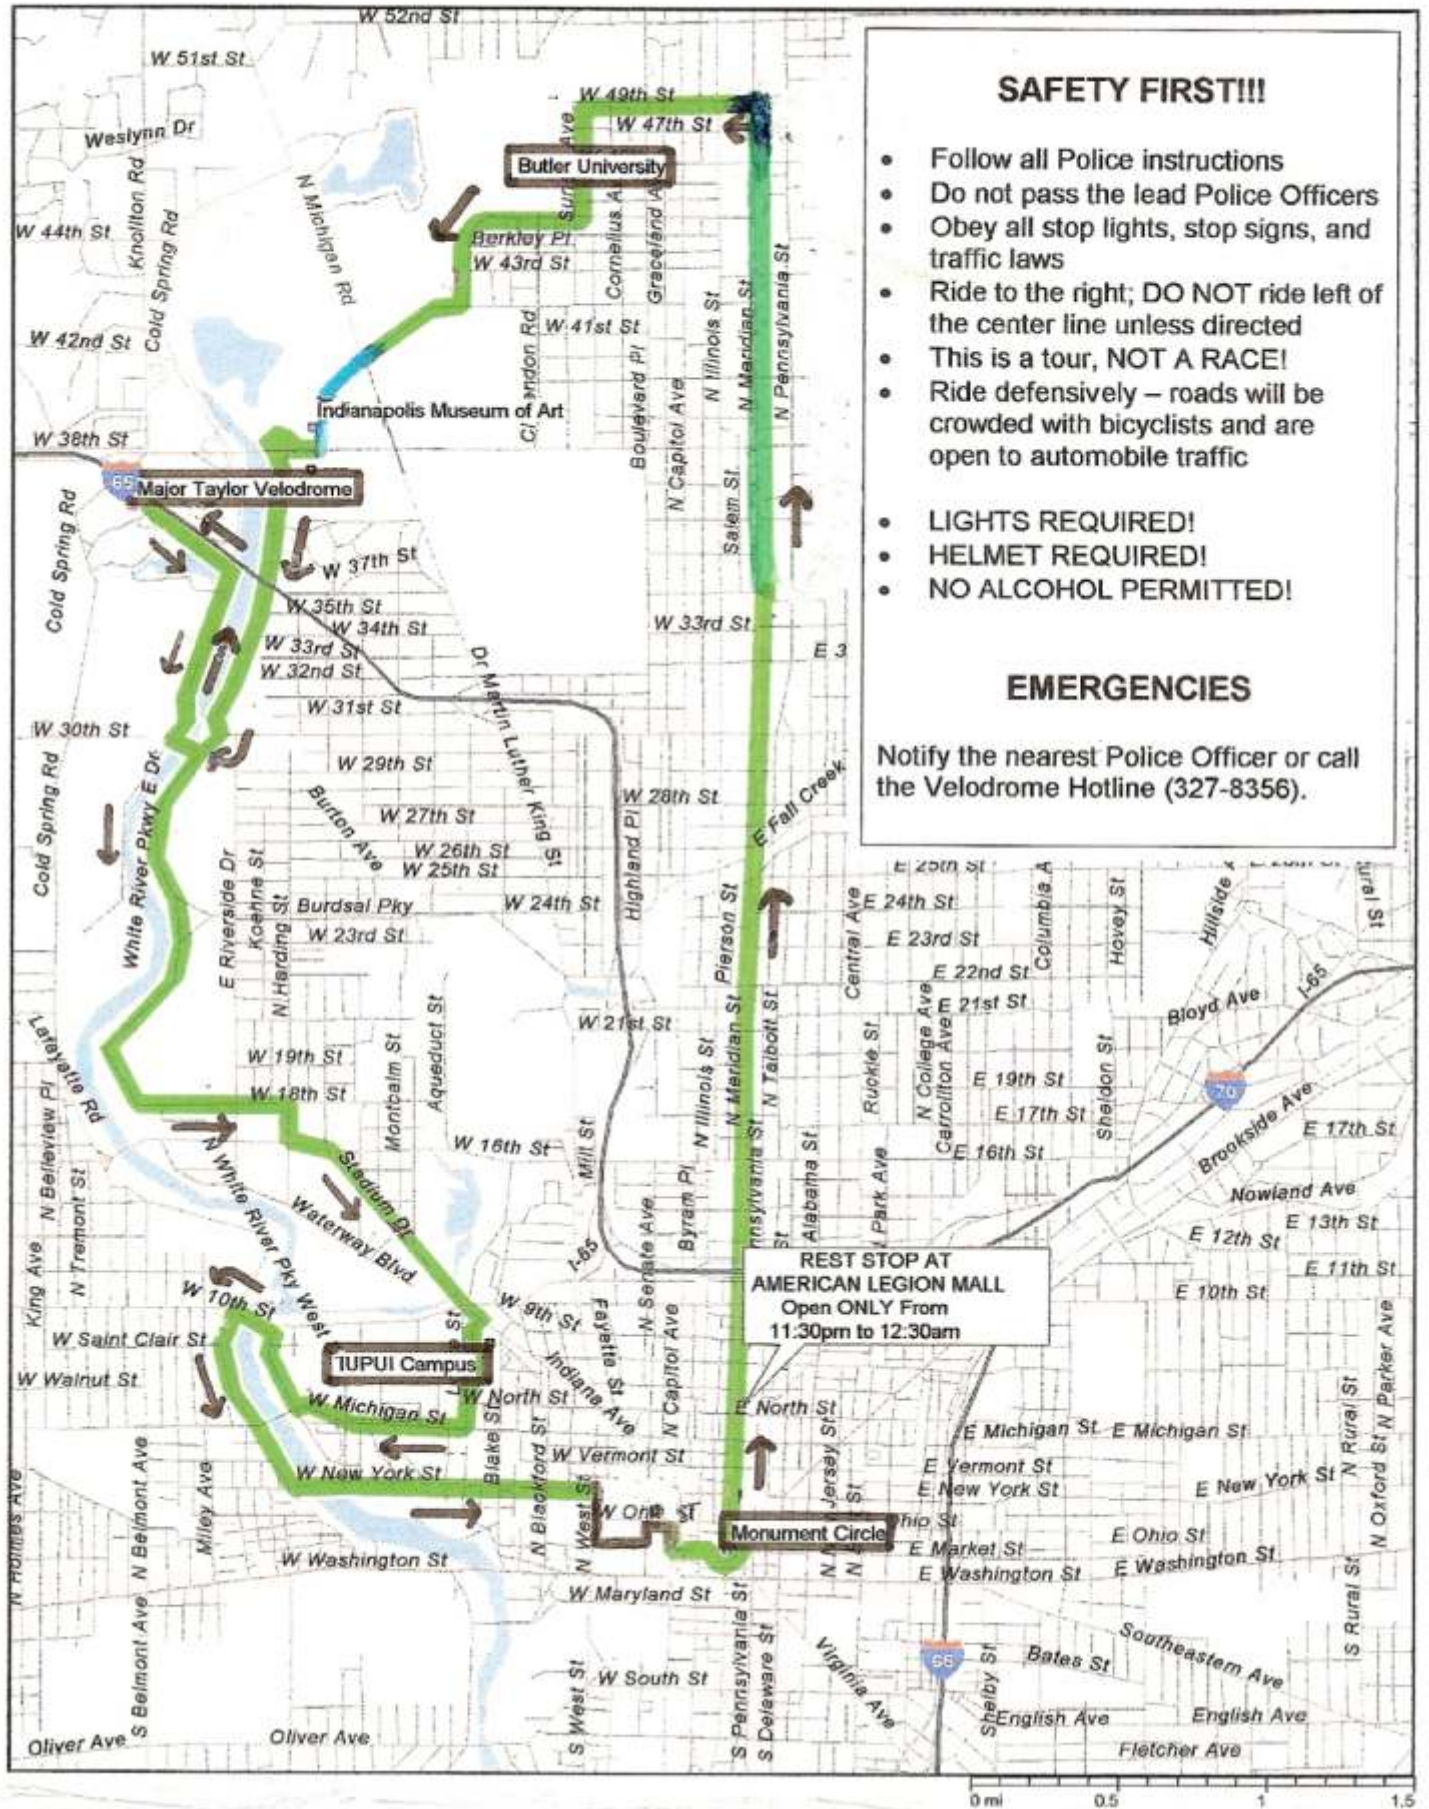 W 52nd St
W 51st St
SAFETY FIRST!!!
• Follow all Police instructions
• Do not pass the lead Police Officers
• Obey all stop lights, stop signs, and
traffic laws
• Ride to the right; DO NOT ride left of
the center line unless directed
• This is a tour, NOT A RACE!
• Ride defensively – roads will be
crowded with bicyclists and are
open to automobile traffic
• LIGHTS REQUIRED!
• HELMET REQUIRED!
• NO ALCOHOL PERMITTED!
EMERGENCIES
Notify the nearest Police Officer or call
the Velodrome Hotline (327-8356).
W 49th St
W 47th St
Weslynn Dr
Butler University
Knollton Rd
Cold Spring Rd
N Michigan Rd
W 44th St
Berkley Pl
W 43rd St
Graceland
N Illinois St
N Meridian St
N Pennsylvania St
W 42nd St
W 41st St
Boulevard Pl
N Capitol Ave
Indianapolis Museum of Art
W 38th St
65
Major Taylor Velodrome
Salem St
Cold Spring Rd
W 37th St
W 35th St
W 34th St
W 33rd St
W 33rd St
E 3
W 32nd St
W 31st St
Dr Martin Luther King St
W 30th St
W 29th St
Cold Spring Rd
White River Pkwy E Dr
Burton Ave
W 28th St
Highland Pl
E Fall Creek
W 27th St
W 26th St
W 25th St
E 25th St
E Riverside Dr
Koehne St
N Harding St
Burdsal Pky
W 24th St
E 24th St
W 23rd St
E 23rd St
Pierson St
Central Ave
Hovey St
Hillside
E 22nd St
E 21st St
W 21st St
Bloyd Ave
I-65
Lafayette Rd
W 19th St
W 18th St
Montcalm St
Aqueduct St
N Illinois St
N Meridian St
N Talbott St
Ruckle St
N College Ave
Carrollton Ave
E 19th St
E 17th St
Sheldon St
70
Brookside Ave
E 17th St
W 16th St
E 16th St
Mill St
N Belleview Pl
N Tremont St
N White River Pky West
Stadium Dr
Waterway Blvd
Byram Pl
N Senate Ave
Alabama St
Park Ave
Nowland Ave
E 13th St
E 12th St
E 11th St
E 10th St
I-65
REST STOP AT
AMERICAN LEGION MALL
Open ONLY From
11:30pm to 12:30am
King Ave
W 10th St
W 9th St
W Saint Clair St
Fayette St
N Capitol Ave
IUPUI Campus
W Walnut St
Indiana Ave
W North St
E North St
W Michigan St
E Michigan St
E Michigan St
N Rural St
N Parker Ave
Blake St
N Blackford St
W Vermont St
E Vermont St
W New York St
E New York St
E New York St
N Oxford St
N Belmont Ave
Miley Ave
N West St
Monument Circle
E Ohio St
E Market St
W Washington St
E Washington St
E Washington St
N Holmes Ave
W Maryland St
S Belmont Ave
S Pennsylvania St
S Delaware St
Virginia Ave
65
Shelby St
Bates St
Southeastern Ave
S Rural St
W South St
S West St
English Ave
English Ave
Oliver Ave
Oliver Ave
Fletcher Ave
0 mi 0.5 1 1.5